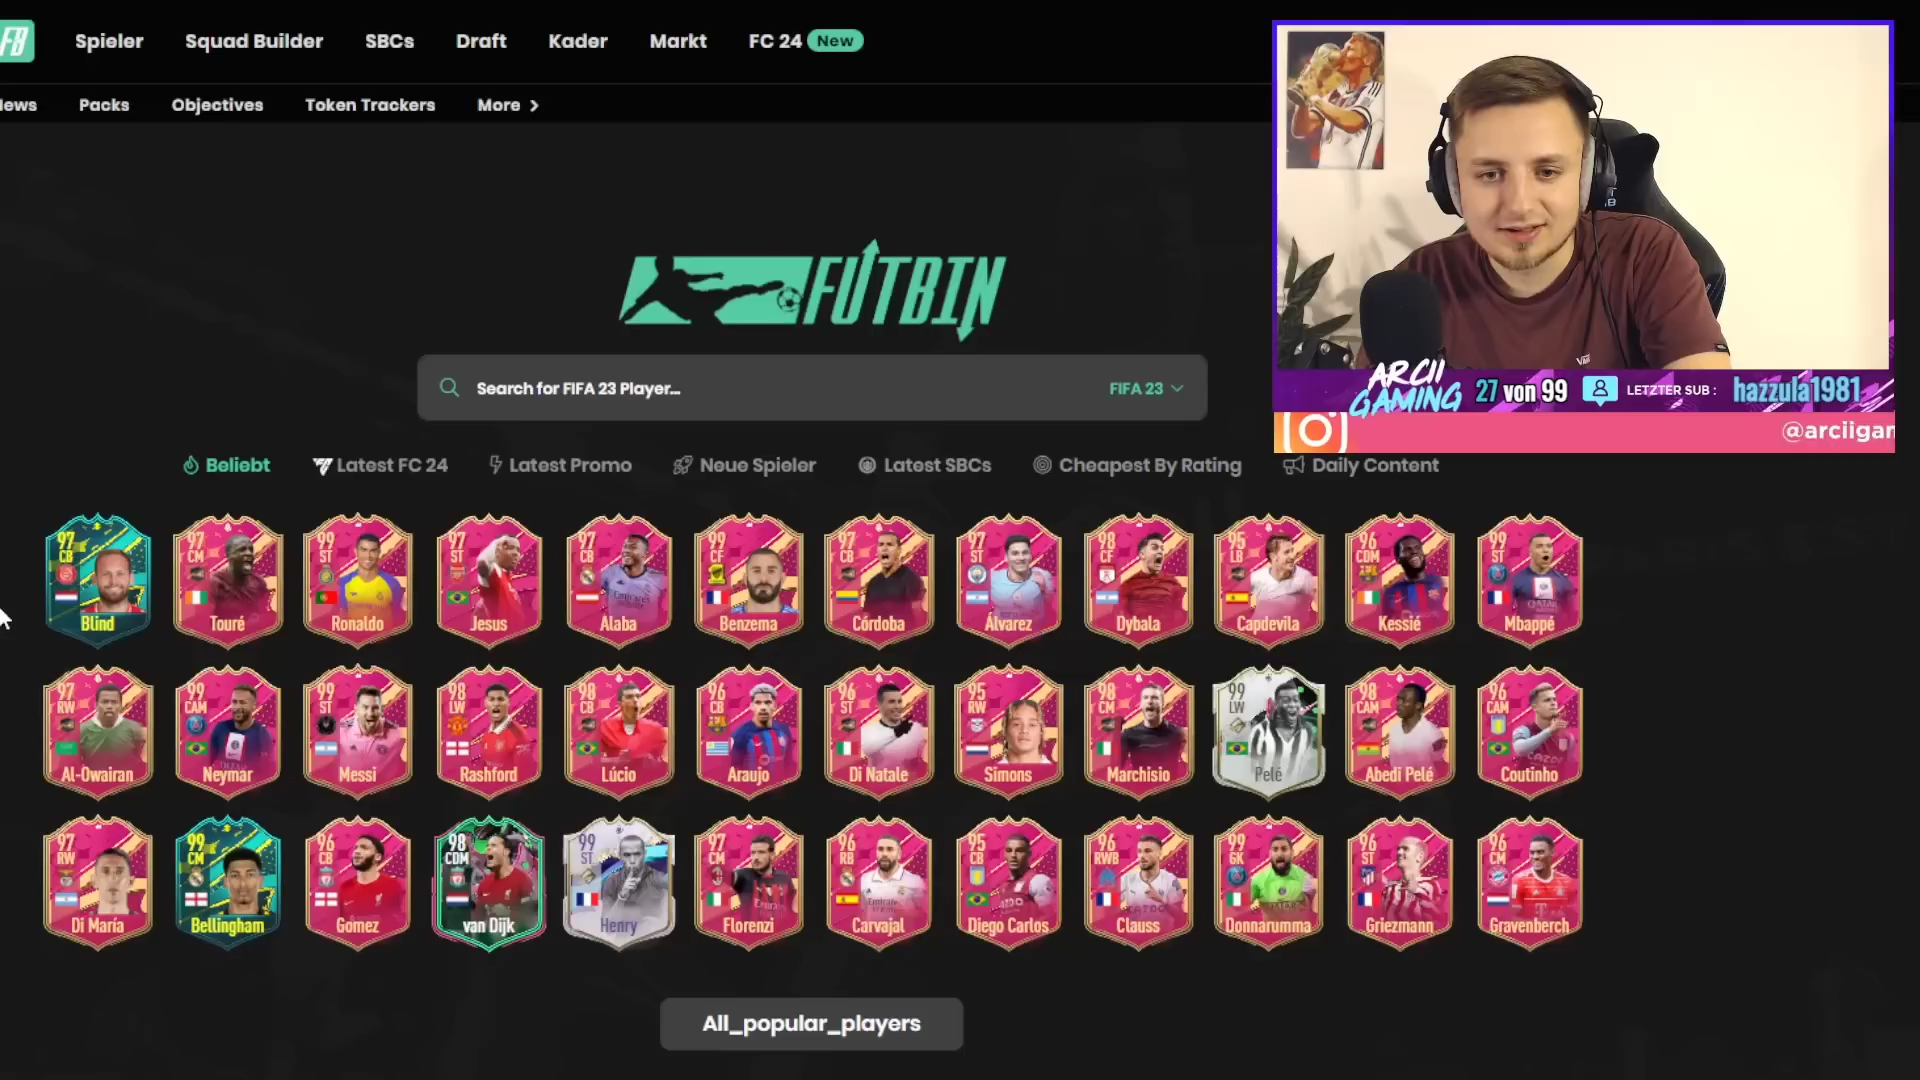 FB Spieler Squad Builder SBCs Draft Kader Markt FC 24 New
News Packs Objectives Token Trackers More
FUTBIN
Search for FIFA 23 Player... FIFA 23
ARCII GAMING 27 von 99 LETZTER SUB : hazzula1981
@arciigam
Beliebt Latest FC 24 Latest Promo Neue Spieler Latest SBCs Cheapest By Rating Daily Content
97 CB Blind
97 CM Touré
99 ST Ronaldo
97 ST Jesus
97 CB Alaba
99 CF Benzema
97 CB Córdoba
97 ST Álvarez
98 CF Dybala
95 LB Capdevila
96 CDM Kessié
99 ST Mbappé
97 RW Al-Owairan
99 CAM Neymar
99 ST Messi
98 LW Rashford
98 CB Lúcio
96 CB Araujo
96 ST Di Natale
95 RW Simons
98 CM Marchisio
99 LW Pelé
98 CAM Abedi Pelé
96 CAM Coutinho
97 RW Di María
99 CM Bellingham
96 CB Gomez
98 CDM van Dijk
99 ST Henry
97 CM Florenzi
96 RB Carvajal
95 CB Diego Carlos
96 RWB Clauss
99 GK Donnarumma
96 ST Griezmann
96 CM Gravenberch
All_popular_players